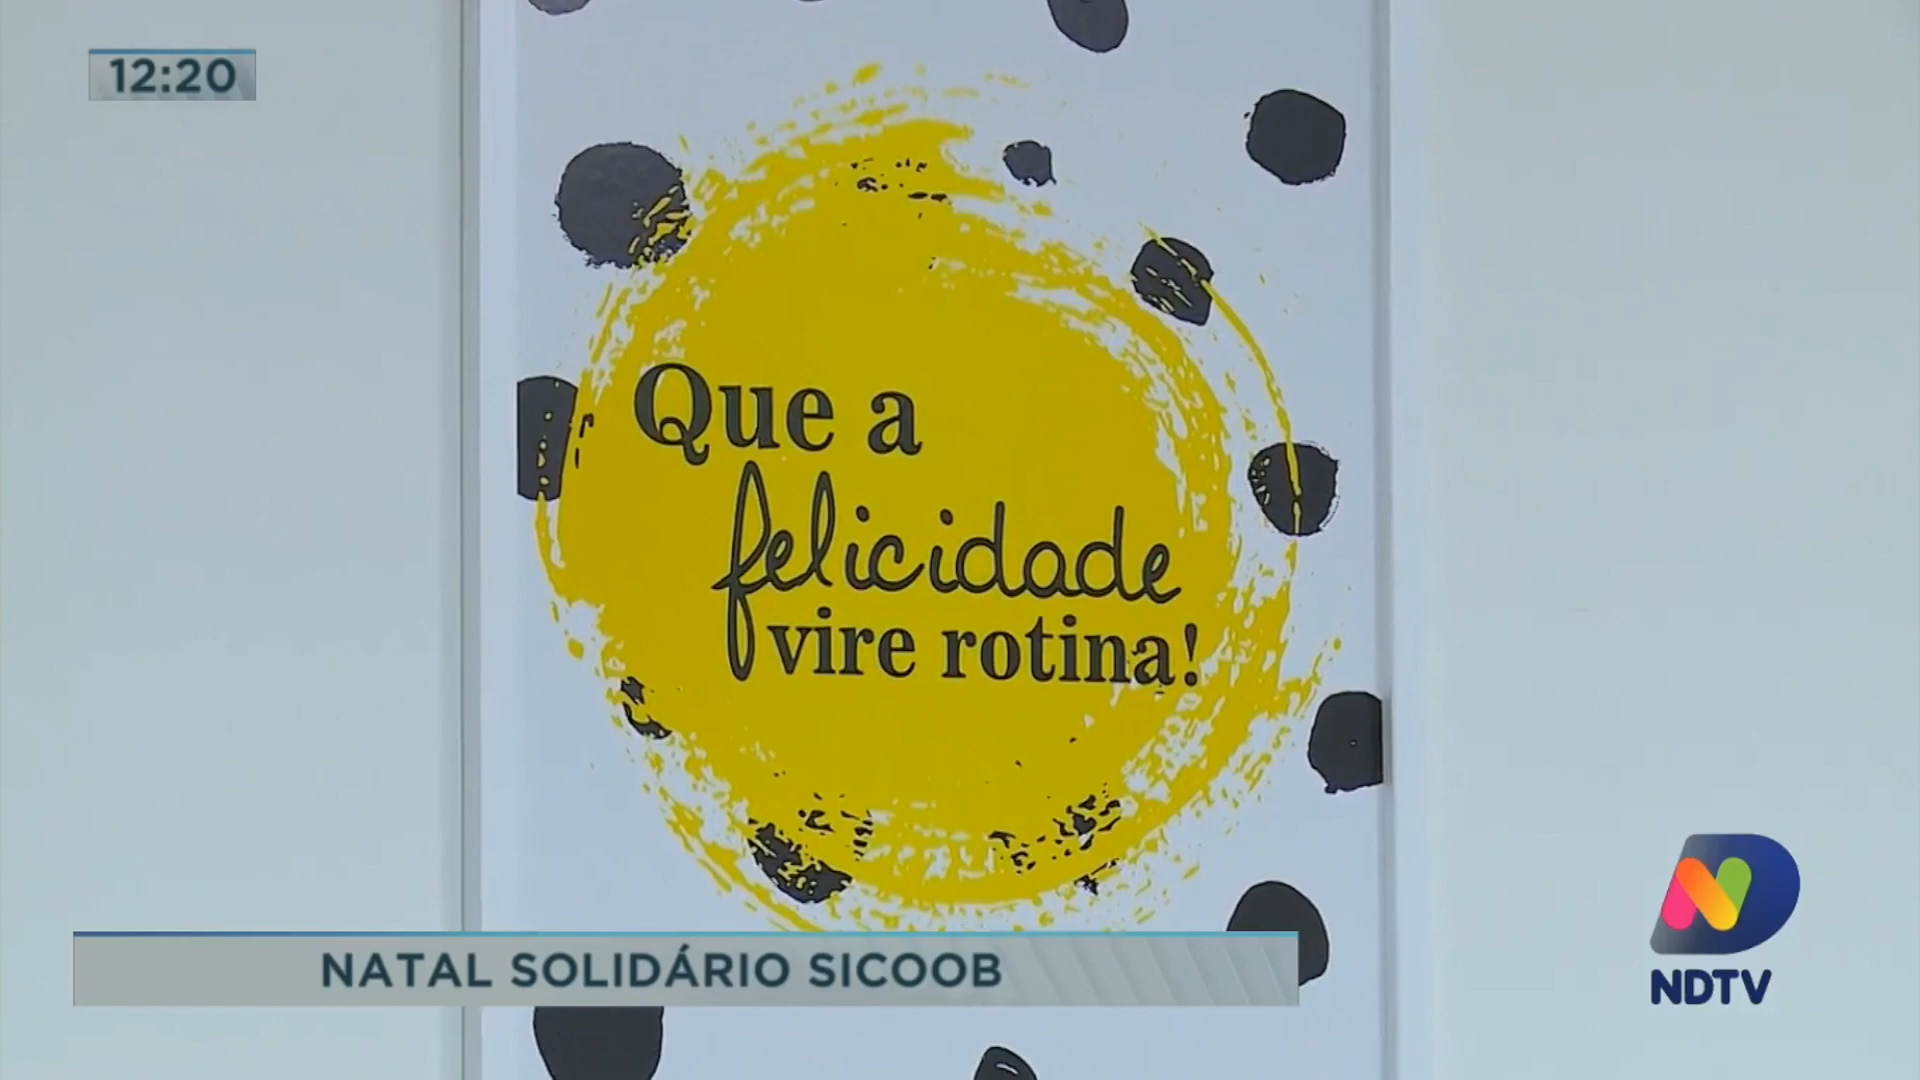 12:20
Que a
felicidade
vire rotina!
NATAL SOLIDÁRIO SICOOB
NDTV